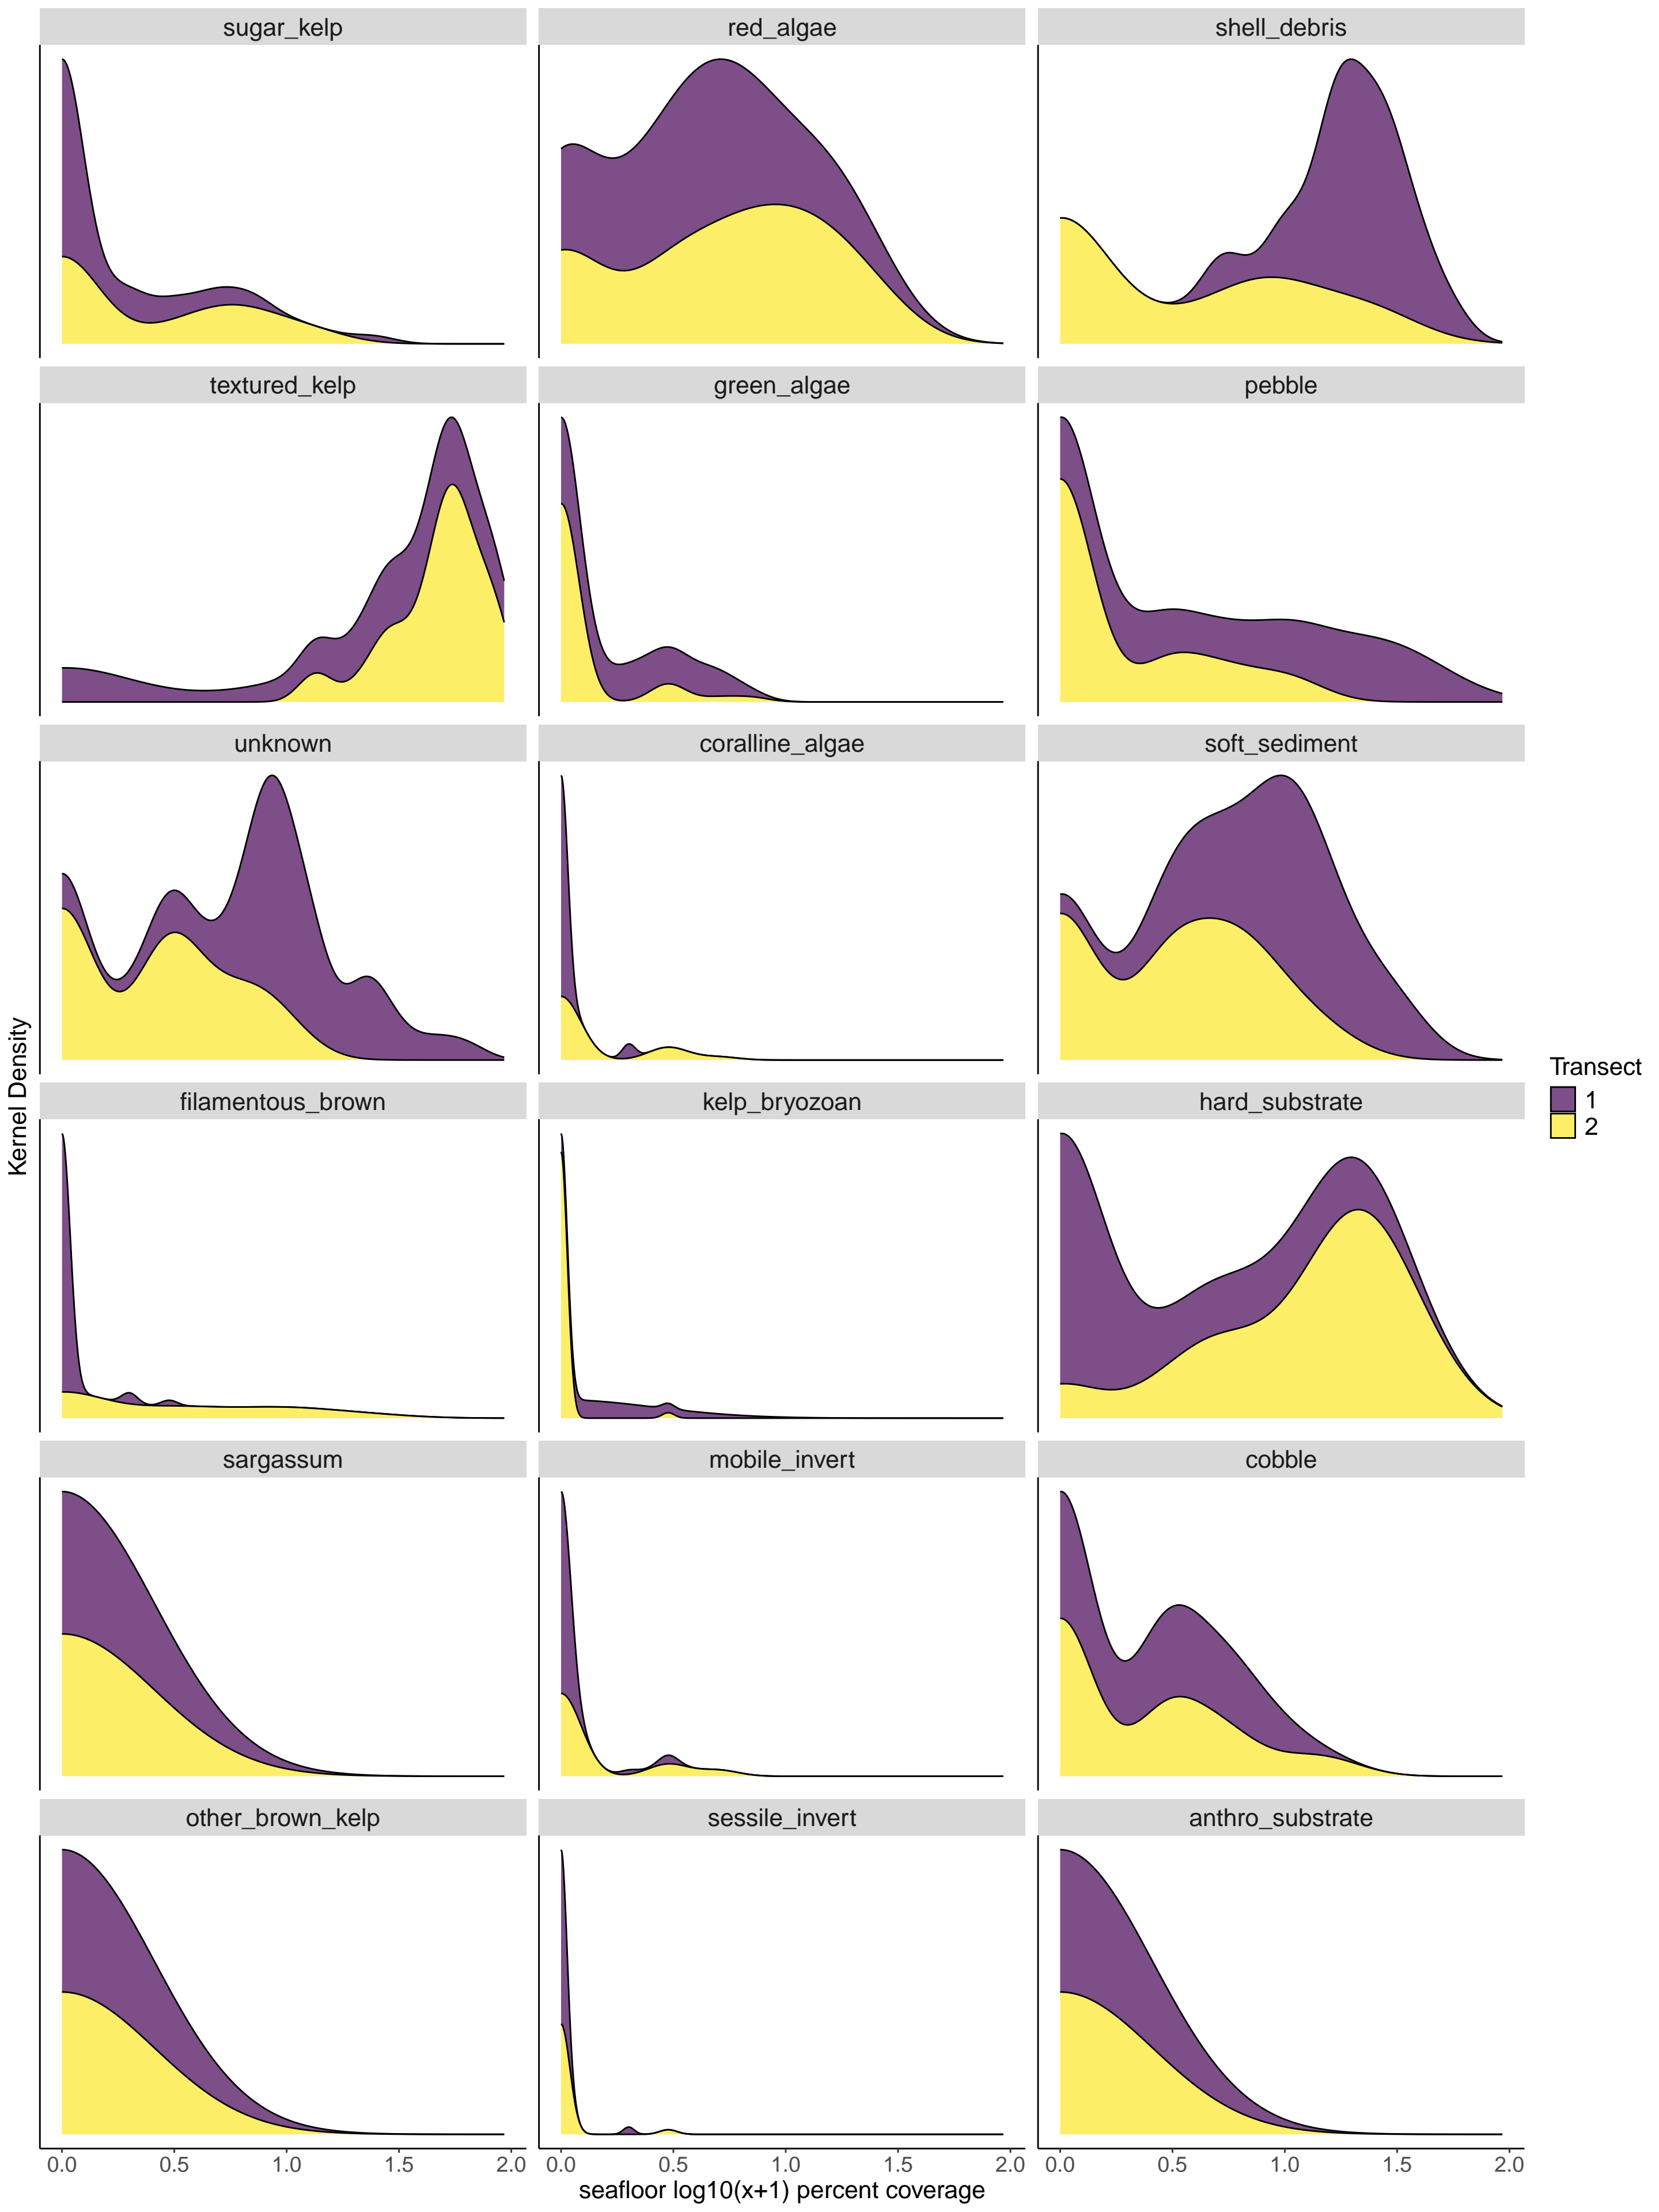 sugar_kelp
red_algae
shell_debris
textured_kelp
green_algae
pebble
unknown
coralline_algae
soft_sediment
filamentous_brown
kelp_bryozoan
hard_substrate
sargassum
mobile_invert
cobble
other_brown_kelp
sessile_invert
anthro_substrate
Kernel Density
0.0 0.5 1.0 1.5 2.0
0.0 0.5 1.0 1.5 2.0
0.0 0.5 1.0 1.5 2.0
seafloor log10(x+1) percent coverage
Transect
1
2